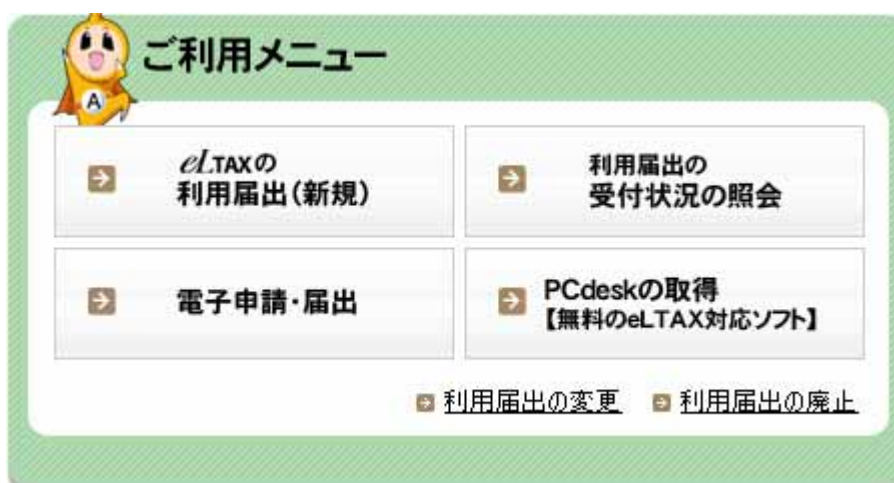 ご利用メニュー
A
eLTAXの
利用届出(新規)
利用届出の
受付状況の照会
電子申請・届出
PCdeskの取得
【無料のeLTAX対応ソフト】
利用届出の変更 利用届出の廃止